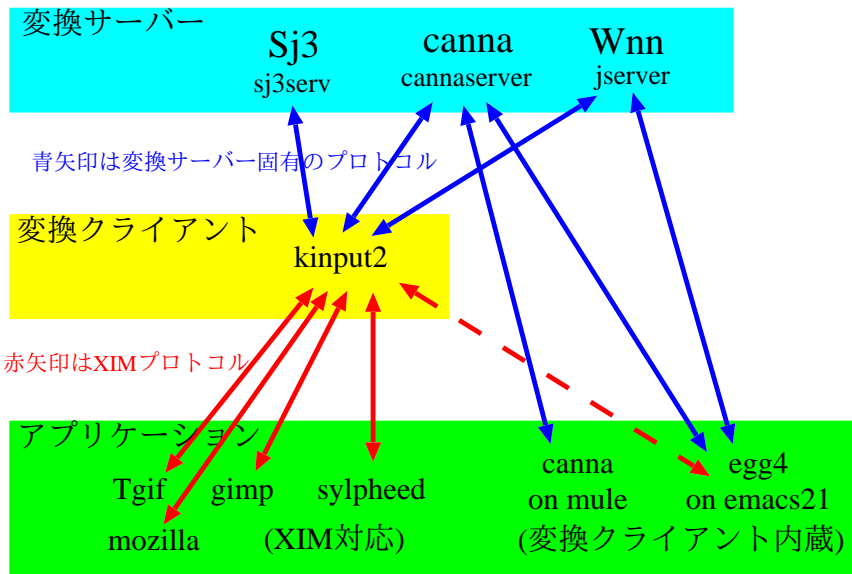 変換サーバー
Sj3
canna
Wnn
sj3serv
cannaserver
jserver
青矢印は変換サーバー固有のプロトコル
変換クライアント
kinput2
赤矢印はXIMプロトコル
アプリケーション
Tgif
gimp
sylpheed
mozilla
(XIM対応)
canna
on mule
egg4
on emacs21
(変換クライアント内蔵)